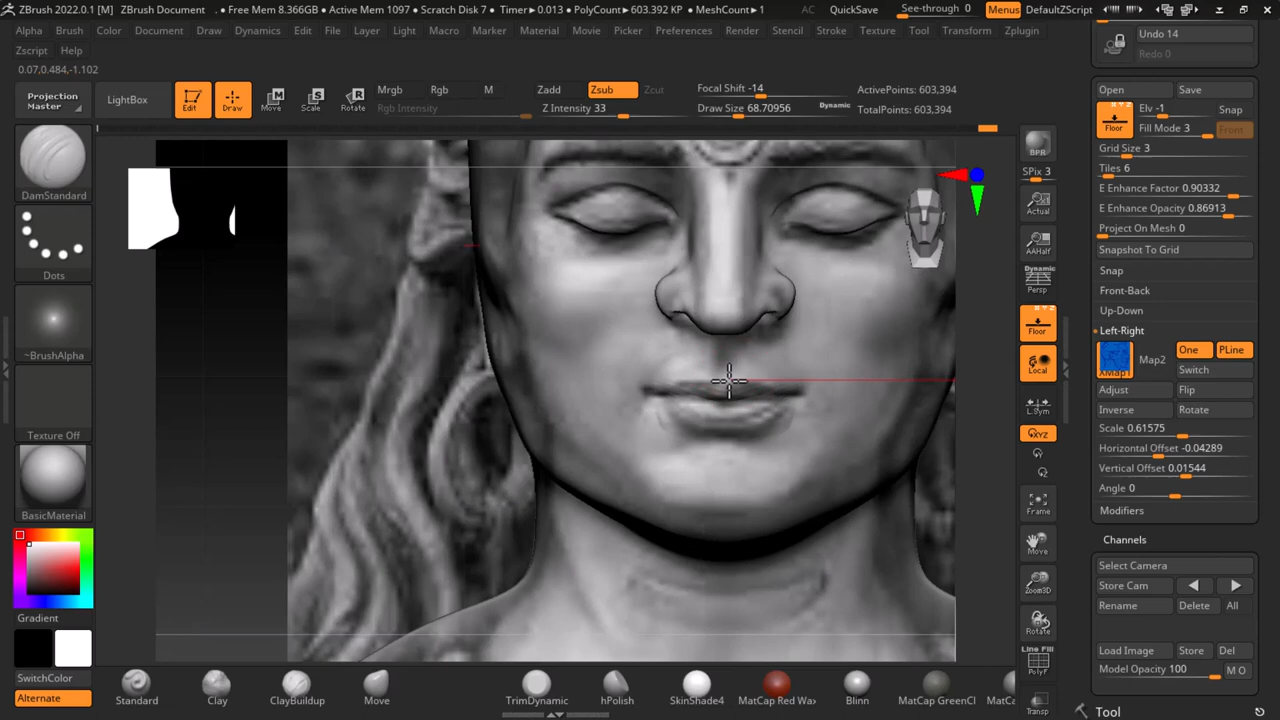 ZBrush 2022.0.1 [M] ZBrush Document . • Free Mem 8.366GB • Active Mem 1097 • Scratch Disk 7 • Timer▸0.013 • PolyCount▸603.392 KP • MeshCount▸1 AC QuickSave See-through 0 Menus DefaultZScript
Alpha Brush Color Document Draw Dynamics Edit File Layer Light Macro Marker Material Movie Picker Preferences Render Stencil Stroke Texture Tool Transform Zplugin
Zscript Help
0.07,0.484,-1.102
Projection Master
LightBox
Edit
Draw
Move
Scale
Rotate
Mrgb Rgb M
Rgb Intensity
Zadd Zsub Zcut
Z Intensity 33
Focal Shift -14
Draw Size 68.70956 Dynamic
ActivePoints: 603,394
TotalPoints: 603,394
DamStandard
Dots
~BrushAlpha
Texture Off
BasicMaterial
Gradient
SwitchColor
Alternate
BPR
SPix 3
Actual
AAHalf
Dynamic
Persp
Floor
Local
L.Sym
XYZ
Frame
Move
Zoom3D
Rotate
Line Fill
PolyF
Transp
Undo 14
Redo 0
Open Save
Floor
Elv -1 Snap
Fill Mode 3 Front
Grid Size 3
Tiles 6
E Enhance Factor 0.90332
E Enhance Opacity 0.86913
Project On Mesh 0
Snapshot To Grid
Snap
Front-Back
Up-Down
Left-Right
XMap1 Map2 One PLine
Switch
Adjust Flip
Inverse Rotate
Scale 0.61575
Horizontal Offset -0.04289
Vertical Offset 0.01544
Angle 0
Modifiers
Channels
Select Camera
Store Cam
Rename Delete All
Load Image Store Del
Model Opacity 100 M O
Tool
Standard Clay ClayBuildup Move TrimDynamic hPolish SkinShade4 MatCap Red Wax Blinn MatCap GreenCl